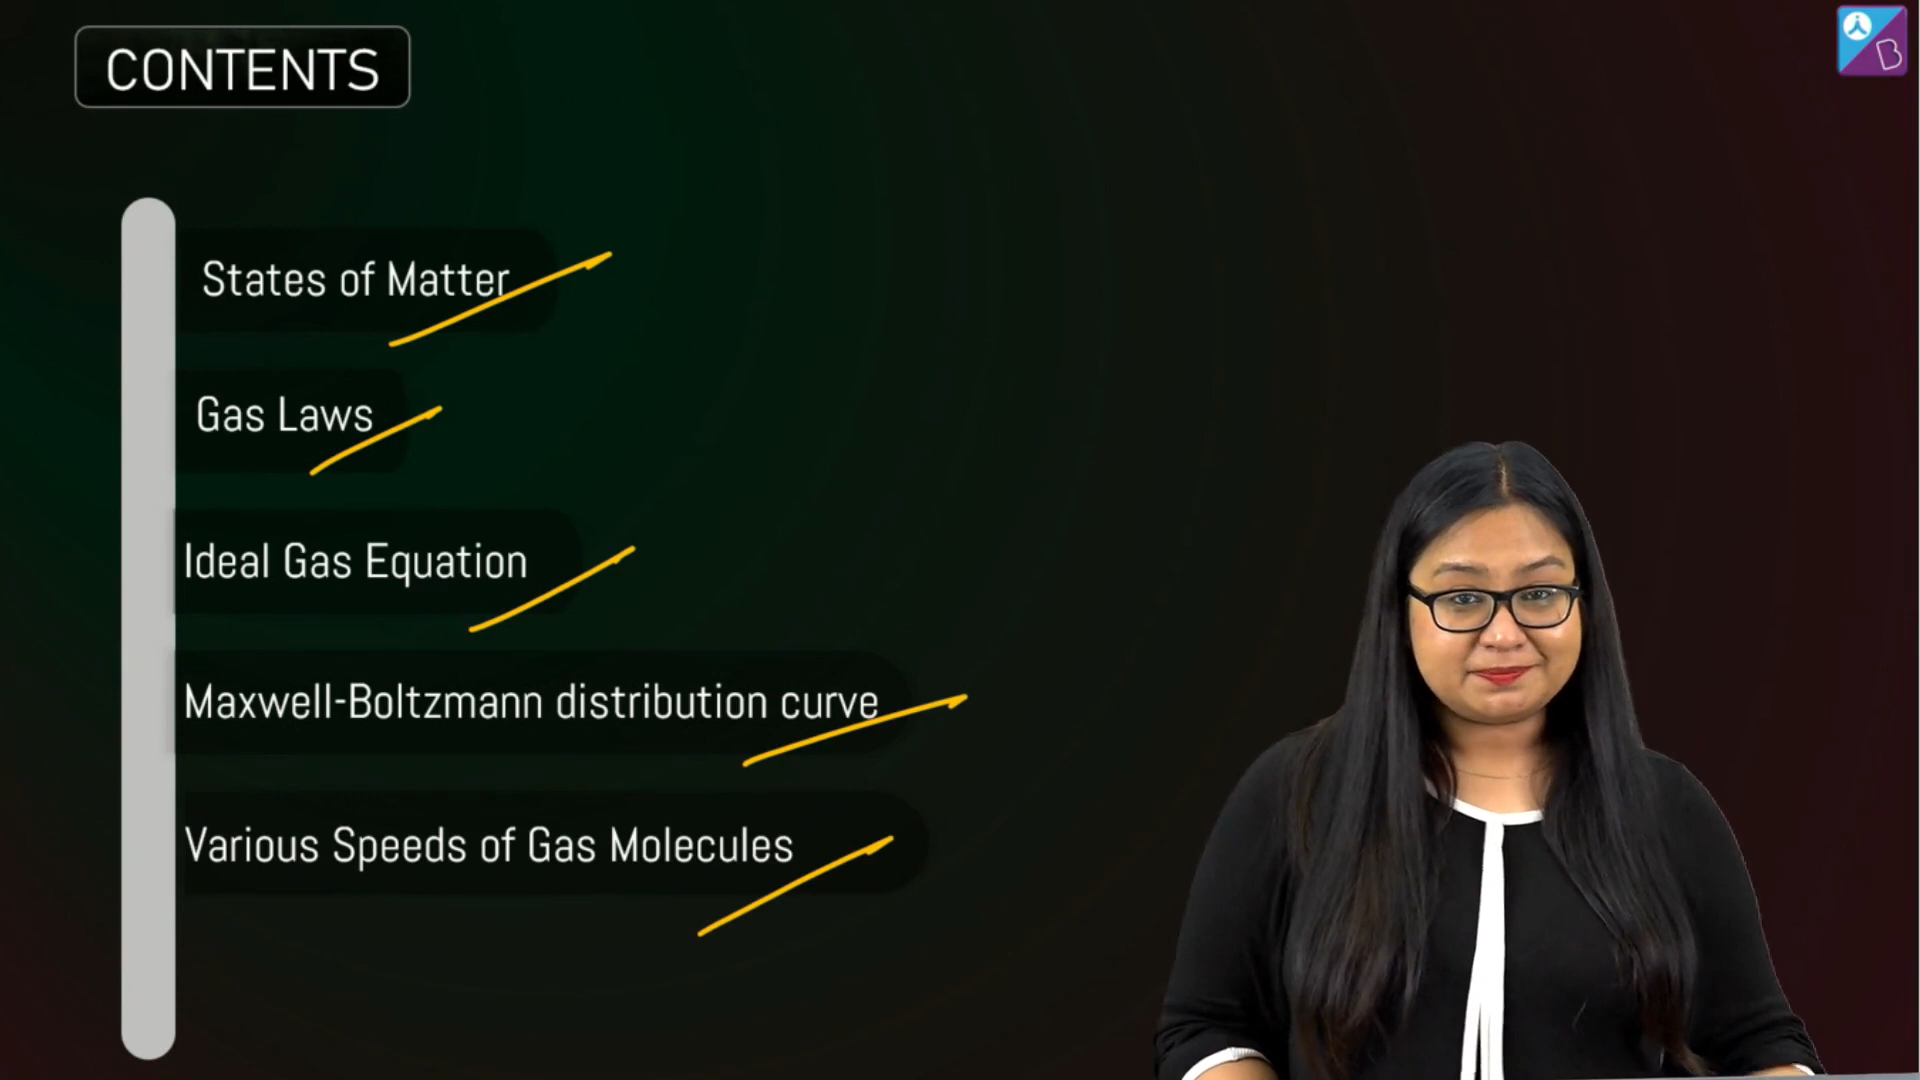 CONTENTS
States of Matter
Gas Laws
Ideal Gas Equation
Maxwell-Boltzmann distribution curve
Various Speeds of Gas Molecules
B